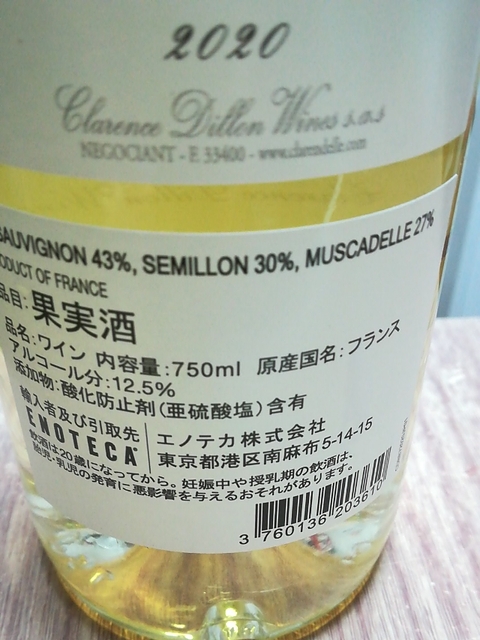 2020
Clarence Dillon Wines s.a.s
NEGOCIANT - F. 33400 - www.clarendelle.com
SAUVIGNON 43%, SEMILLON 30%, MUSCADELLE 27%
PRODUCT OF FRANCE
品目:果実酒
品名:ワイン 内容量:750ml 原産国名:フランス
アルコール分:12.5%
添加物:酸化防止剤(亜硫酸塩)含有
輸入者及び引取先
ENOTECA
エノテカ株式会社
東京都港区南麻布5-14-15
飲酒は20歳になってから。妊娠中や授乳期の飲酒は、
胎児・乳児の発育に悪影響を与えるおそれがあります。
3 760136 203610